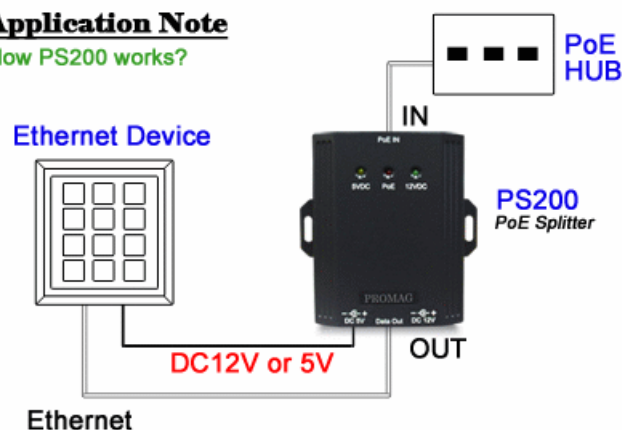 Application Note
How PS200 works?
PoE
HUB
IN
Ethernet Device
PoE IN
5VDC PoE 12VDC
PS200
PoE Splitter
PROMAG
DC 5V Data Out DC 12V
OUT
DC12V or 5V
Ethernet